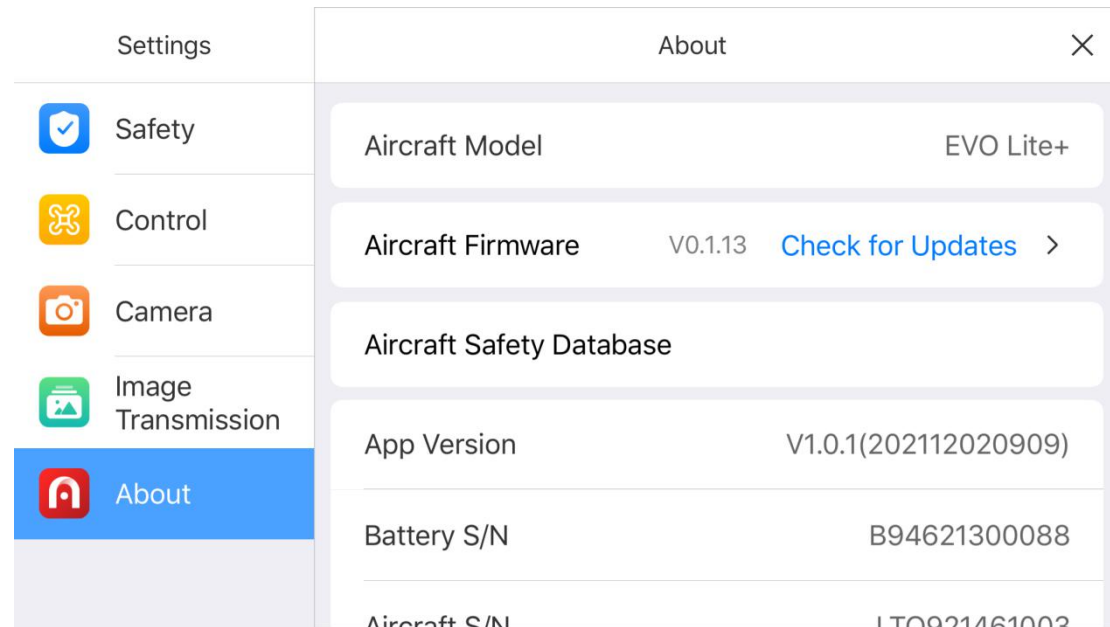 Settings
About
Safety
Control
Camera
Image
Transmission
About
Aircraft Model EVO Lite+
Aircraft Firmware V0.1.13 Check for Updates
Aircraft Safety Database
App Version V1.0.1(202112020909)
Battery S/N B94621300088
Aircraft S/N